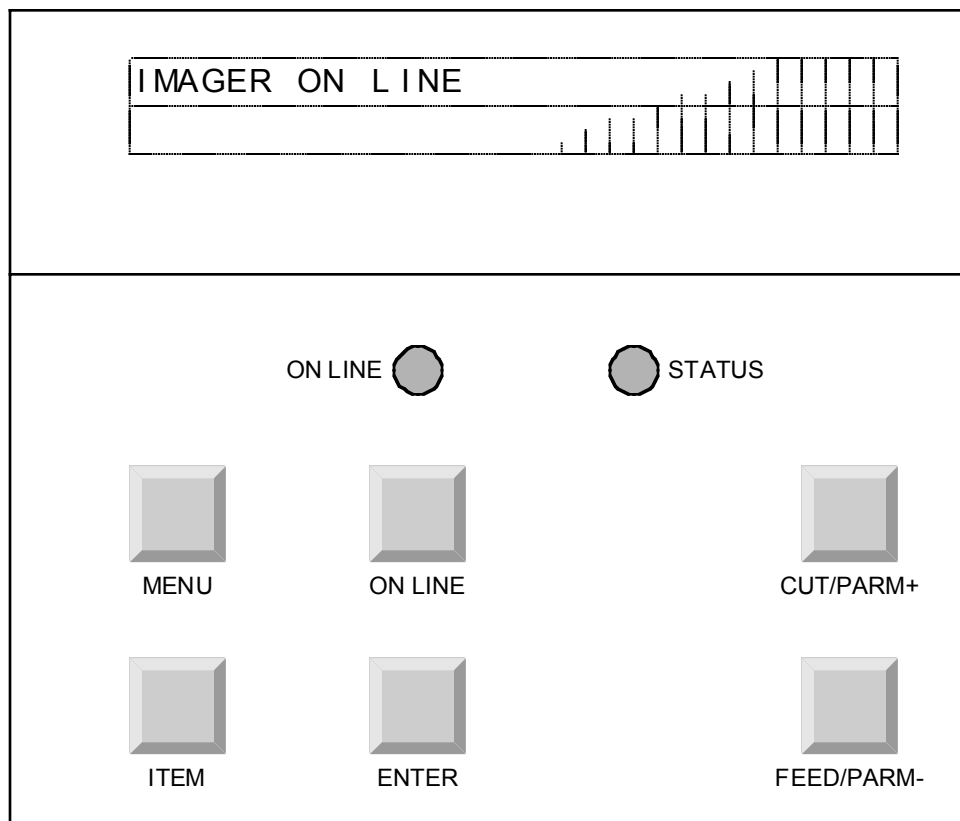 IMAGER ON LINE
ON LINE STATUS
MENU ON LINE CUT/PARM+
ITEM ENTER FEED/PARM-